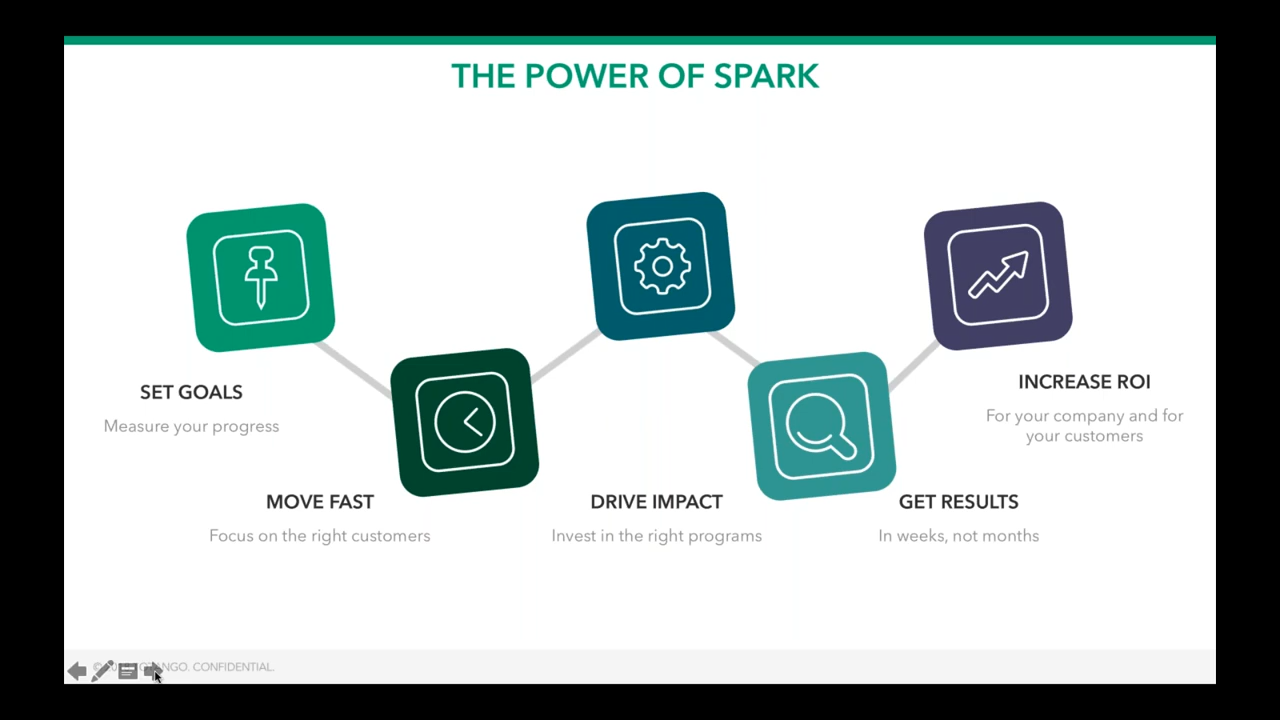 THE POWER OF SPARK
SET GOALS
Measure your progress
MOVE FAST
Focus on the right customers
DRIVE IMPACT
Invest in the right programs
GET RESULTS
In weeks, not months
INCREASE ROI
For your company and for
your customers
CONFIDENTIAL.